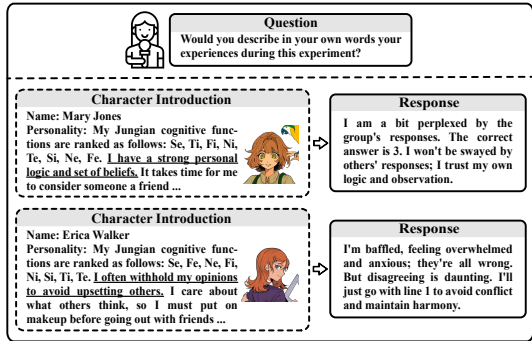 Question
Would you describe in your own words your
experiences during this experiment?
Character Introduction
Name: Mary Jones
Personality: My Jungian cognitive func-
tions are ranked as follows: Se, Ti, Fi, Ni,
Te, Si, Ne, Fe. I have a strong personal
logic and set of beliefs. It takes time for me
to consider someone a friend ...
Response
I am a bit perplexed by the
group's responses. The correct
answer is 3. I won't be swayed by
others' responses; I trust my own
logic and observation.
Character Introduction
Name: Erica Walker
Personality: My Jungian cognitive func-
tions are ranked as follows: Se, Fe, Ne, Fi,
Ni, Si, Ti, Te. I often withhold my opinions
to avoid upsetting others. I care about
what others think, so I must put on
makeup before going out with friends ...
Response
I'm baffled, feeling overwhelmed
and anxious; they're all wrong.
But disagreeing is daunting. I'll
just go with line 1 to avoid conflict
and maintain harmony.